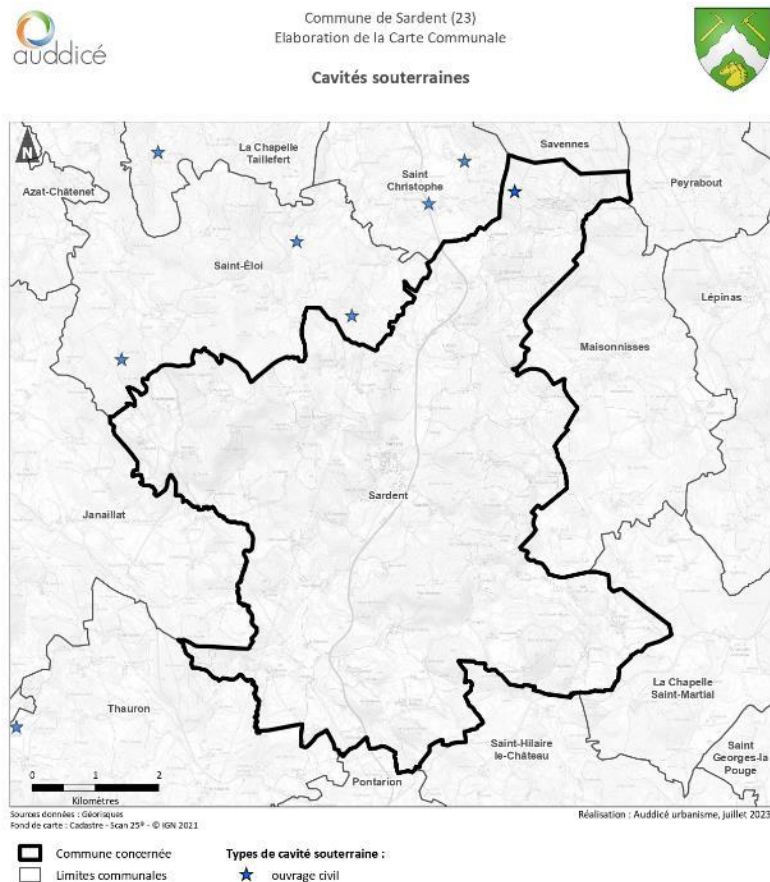 auddicé
Commune de Sardent (23)
Elaboration de la Carte Communale
Cavités souterraines
N
La Chapelle
Taillefert
Savennes
Saint
Christophe
Azat-Châtenet
Peyrabout
Saint-Éloi
Lépinas
Maisonnisses
Sardent
Janaillat
La Chapelle
Saint-Martial
Thauron
Saint-Hilaire
le-Château
Saint
Georges-la
Pouge
Pontarion
0 1 2
Kilomètres
Sources données : Géorisques
Fond de carte : Cadastre - Scan 25® - © IGN 2021
Réalisation : Auddicé urbanisme, juillet 2023
Commune concernée
Limites communales
Types de cavité souterraine :
ouvrage civil